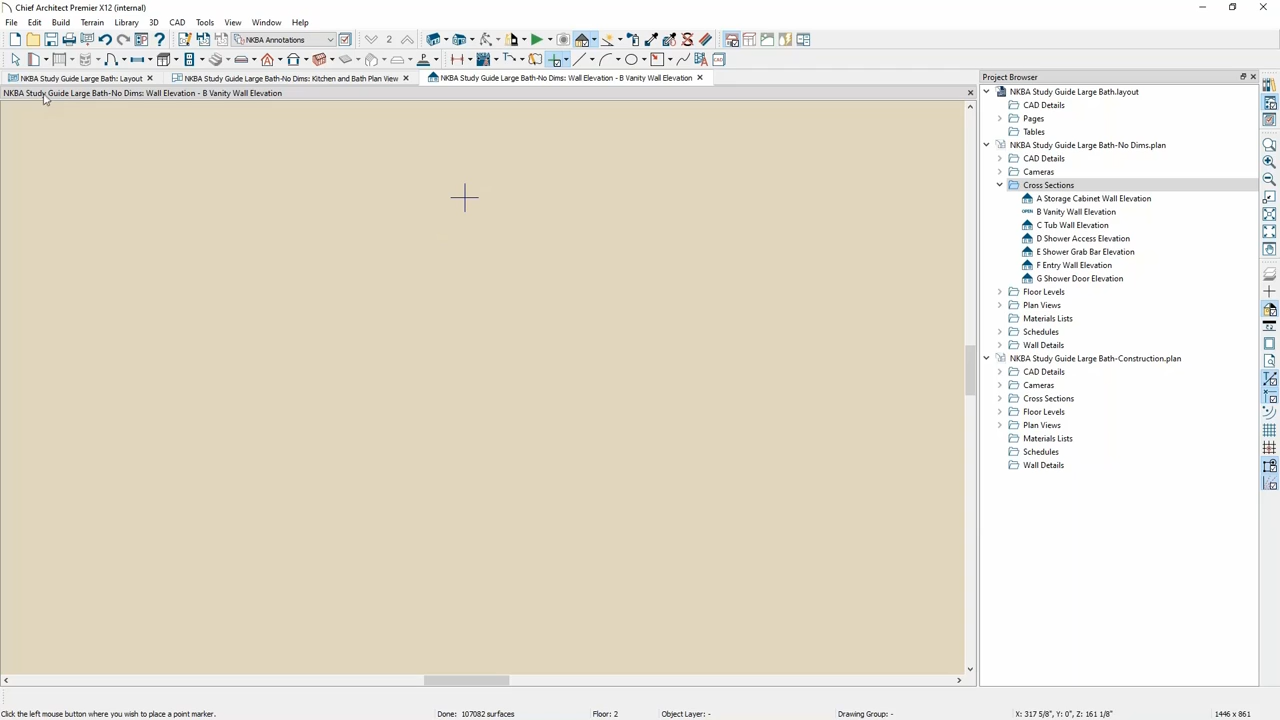 Chief Architect Premier X12 (internal)
File Edit Build Terrain Library 3D CAD Tools View Window Help
2 NKBA Annotations
NKBA Study Guide Large Bath: Layout NKBA Study Guide Large Bath-No Dims: Kitchen and Bath Plan View NKBA Study Guide Large Bath-No Dims: Wall Elevation - B Vanity Wall Elevation
NKBA Study Guide Large Bath-No Dims: Wall Elevation - B Vanity Wall Elevation
Project Browser
NKBA Study Guide Large Bath.layout
CAD Details
Pages
Tables
NKBA Study Guide Large Bath-No Dims.plan
CAD Details
Cameras
Cross Sections
A Storage Cabinet Wall Elevation
OPEN B Vanity Wall Elevation
C Tub Wall Elevation
D Shower Access Elevation
E Shower Grab Bar Elevation
F Entry Wall Elevation
G Shower Door Elevation
Floor Levels
Plan Views
Materials Lists
Schedules
Wall Details
NKBA Study Guide Large Bath-Construction.plan
CAD Details
Cameras
Cross Sections
Floor Levels
Plan Views
Materials Lists
Schedules
Wall Details
Click the left mouse button where you wish to place a point marker. Done: 107082 surfaces Floor: 2 Object Layer: - Drawing Group: - X: 317 5/8", Y: 0", Z: 161 1/8" 1446 x 861